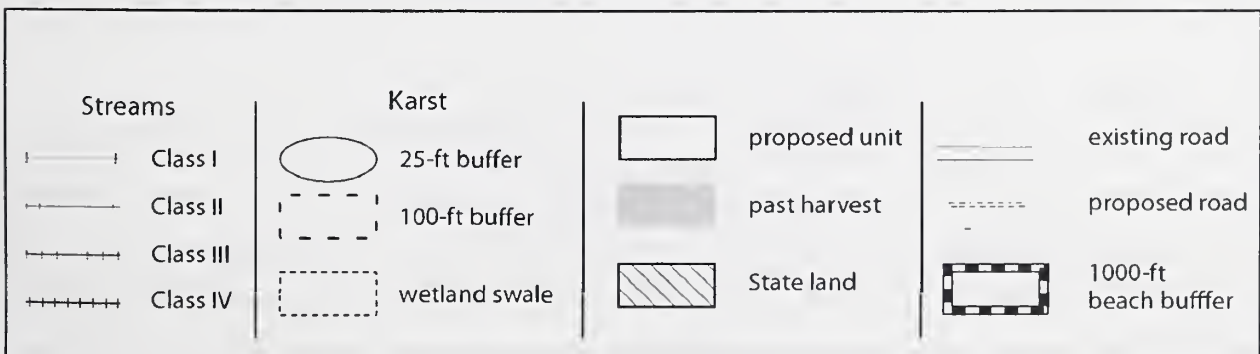 Streams
Class I
Class II
Class III
Class IV
Karst
25-ft buffer
100-ft buffer
wetland swale
proposed unit
past harvest
State land
existing road
proposed road
1000-ft
beach bufffer